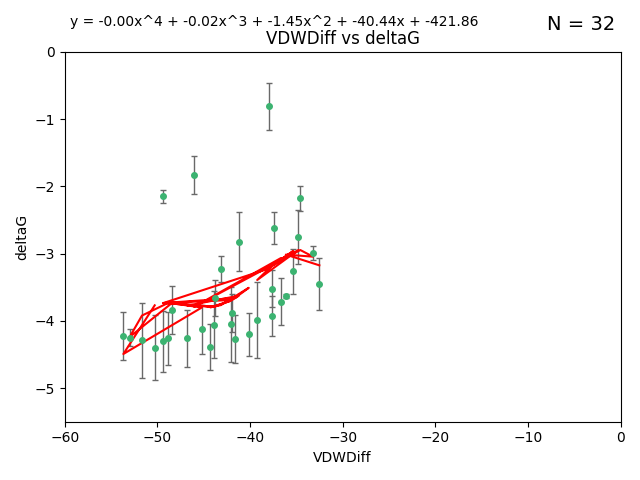 y = -0.00x^4 + -0.02x^3 + -1.45x^2 + -40.44x + -421.86
N = 32
VDWDiff vs deltaG
0
−1
−2
−3
−4
−5
deltaG
−60 −50 −40 −30 −20 −10 0
VDWDiff